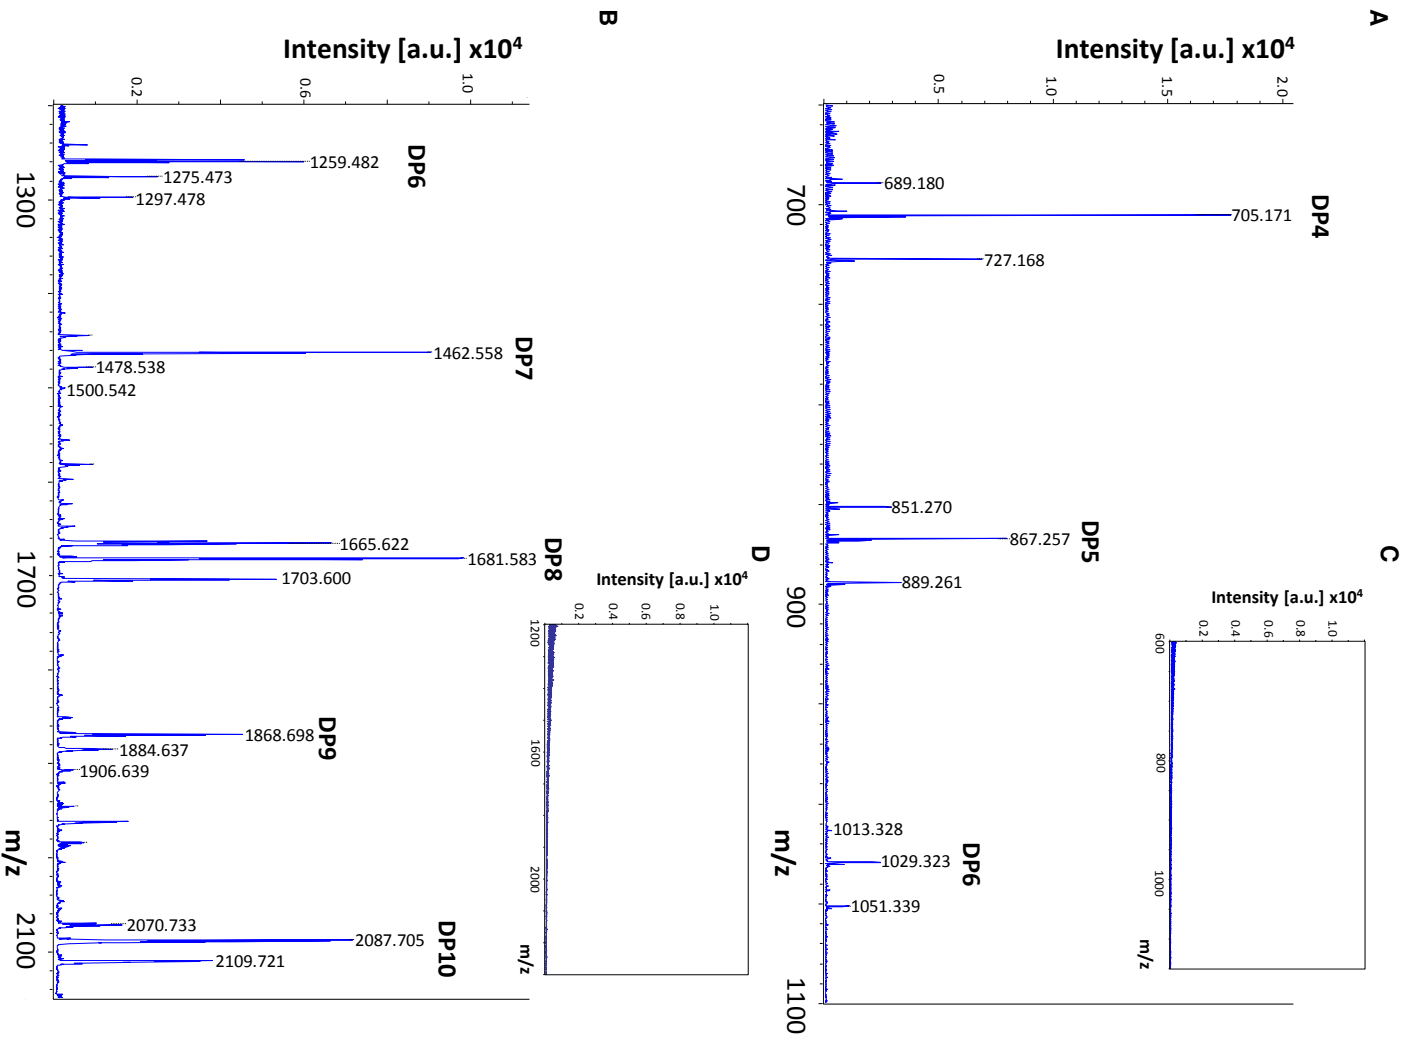 A
Intensity [a.u.] x10⁴
0.5
1.0
1.5
2.0
DP4
689.180
705.171
727.168
DP5
851.270
867.257
889.261
DP6
1013.328
1029.323
1051.339
700
900
1100
m/z
C
Intensity [a.u.] x10⁴
0.2
0.4
0.6
0.8
1.0
600
800
1000
m/z
B
Intensity [a.u.] x10⁴
0.2
0.6
1.0
DP6
1259.482
1275.473
1297.478
DP7
1462.558
1478.538
1500.542
DP8
1665.622
1681.583
1703.600
DP9
1868.698
1884.637
1906.639
DP10
2070.733
2087.705
2109.721
1300
1700
2100
m/z
D
Intensity [a.u.] x10⁴
0.2
0.4
0.6
0.8
1.0
1200
1600
2000
m/z